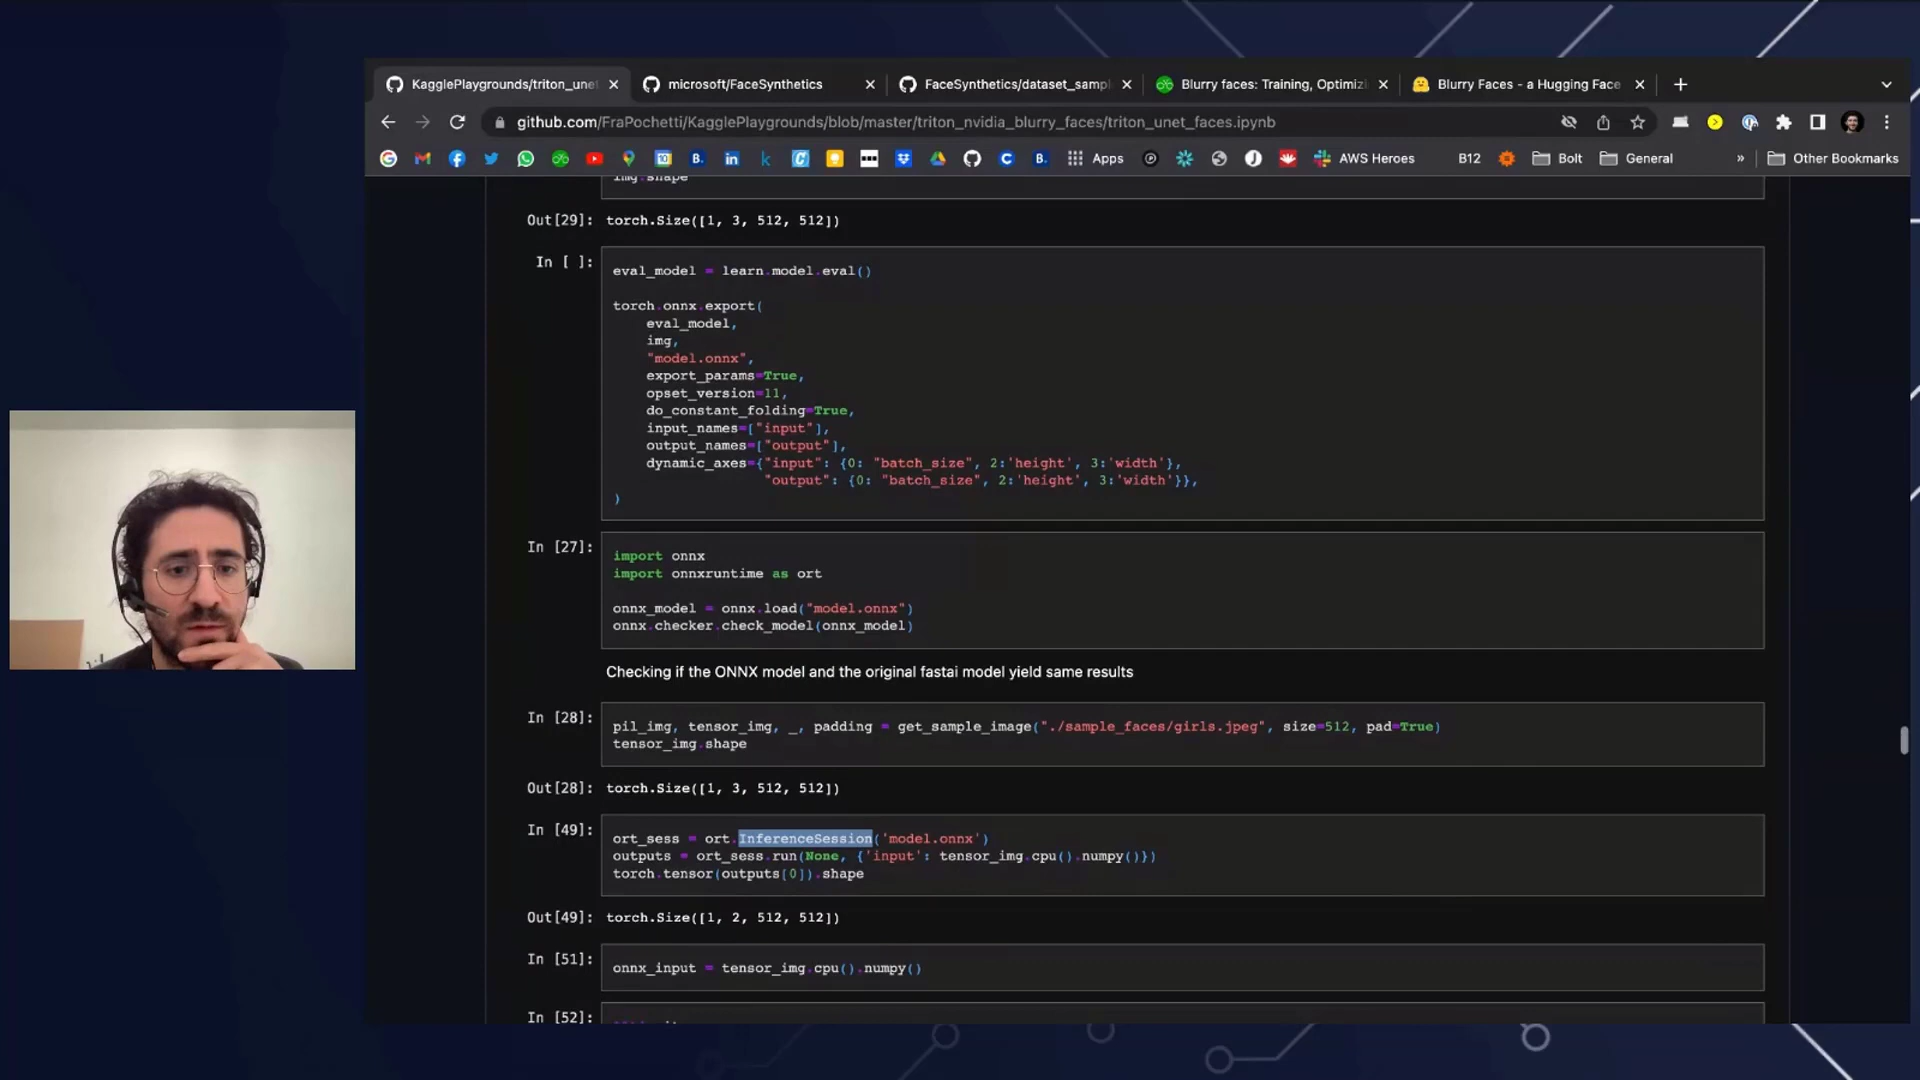 KagglePlaygrounds/triton_une
microsoft/FaceSynthetics
FaceSynthetics/dataset_sampl
Blurry faces: Training, Optimizi
Blurry Faces - a Hugging Face
github.com/FraPochetti/KagglePlaygrounds/blob/master/triton_nvidia_blurry_faces/triton_unet_faces.ipynb
Apps
AWS Heroes
B12
Bolt
General
»
Other Bookmarks
img.shape
Out[29]: torch.Size([1, 3, 512, 512])
In [ ]:
eval_model = learn.model.eval()
torch.onnx.export(
eval_model,
img,
"model.onnx",
export_params=True,
opset_version=11,
do_constant_folding=True,
input_names=["input"],
output_names=["output"],
dynamic_axes={"input": {0: "batch_size", 2:'height', 3:'width'},
"output": {0: "batch_size", 2:'height', 3:'width'}},
)
In [27]:
import onnx
import onnxruntime as ort
onnx_model = onnx.load("model.onnx")
onnx.checker.check_model(onnx_model)
Checking if the ONNX model and the original fastai model yield same results
In [28]:
pil_img, tensor_img, _, padding = get_sample_image("./sample_faces/girls.jpeg", size=512, pad=True)
tensor_img.shape
Out[28]: torch.Size([1, 3, 512, 512])
In [49]:
ort_sess = ort.InferenceSession('model.onnx')
outputs = ort_sess.run(None, {'input': tensor_img.cpu().numpy()})
torch.tensor(outputs[0]).shape
Out[49]: torch.Size([1, 2, 512, 512])
In [51]:
onnx_input = tensor_img.cpu().numpy()
In [52]: